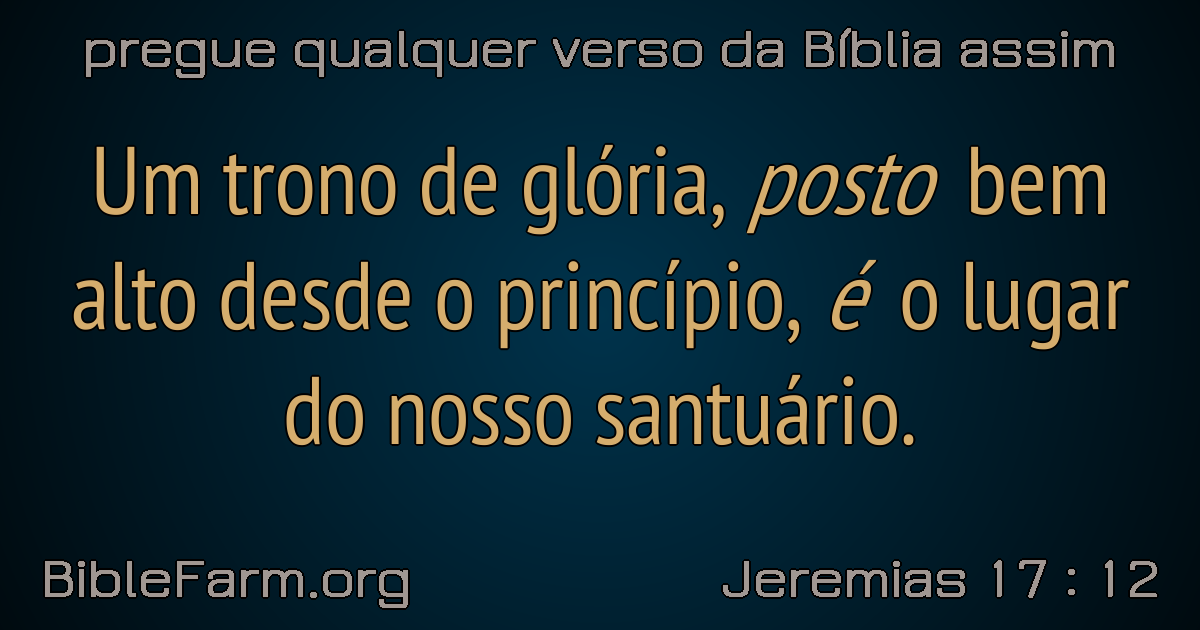 pregue qualquer verso da Bíblia assim
Um trono de glória, posto bem
alto desde o princípio, é o lugar
do nosso santuário.
BibleFarm.org
Jeremias 17 : 12